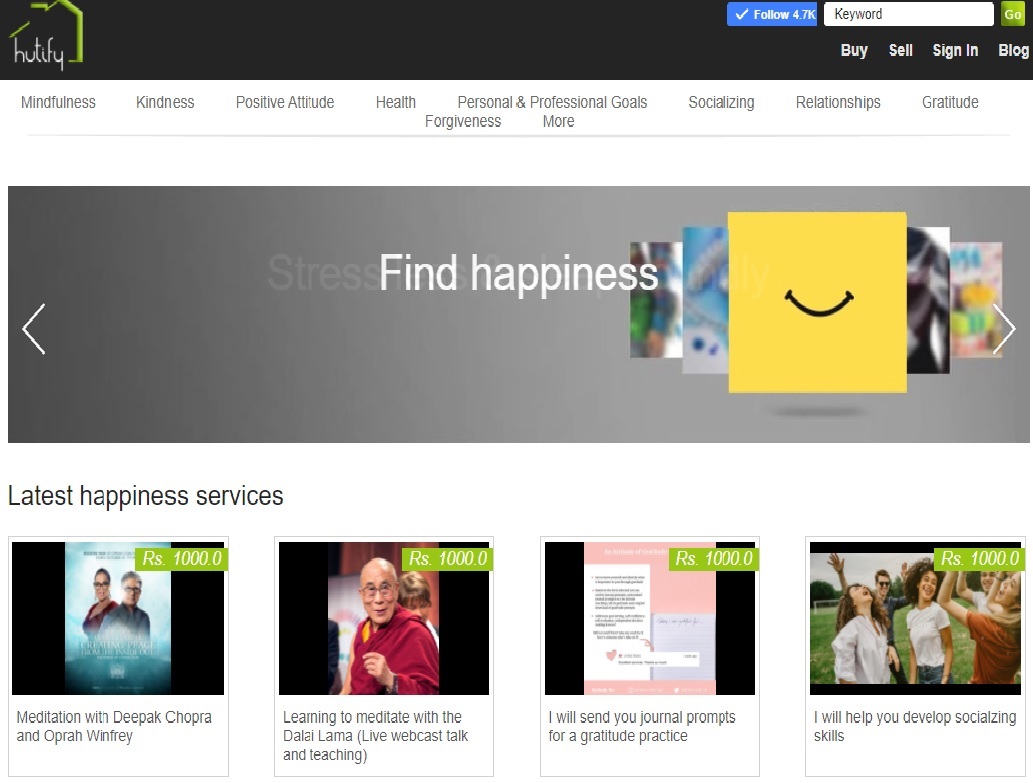 hutify
Follow 4.7K
Keyword
Go
Buy Sell Sign In Blog
Mindfulness Kindness Positive Attitude Health Personal & Professional Goals Socializing Relationships Gratitude
Forgiveness More
Find happiness
Latest happiness services
Rs. 1000.0
Meditation with Deepak Chopra
and Oprah Winfrey
Rs. 1000.0
Learning to meditate with the
Dalai Lama (Live webcast talk
and teaching)
Rs. 1000.0
I will send you journal prompts
for a gratitude practice
Rs. 1000.0
I will help you develop socialzing
skills